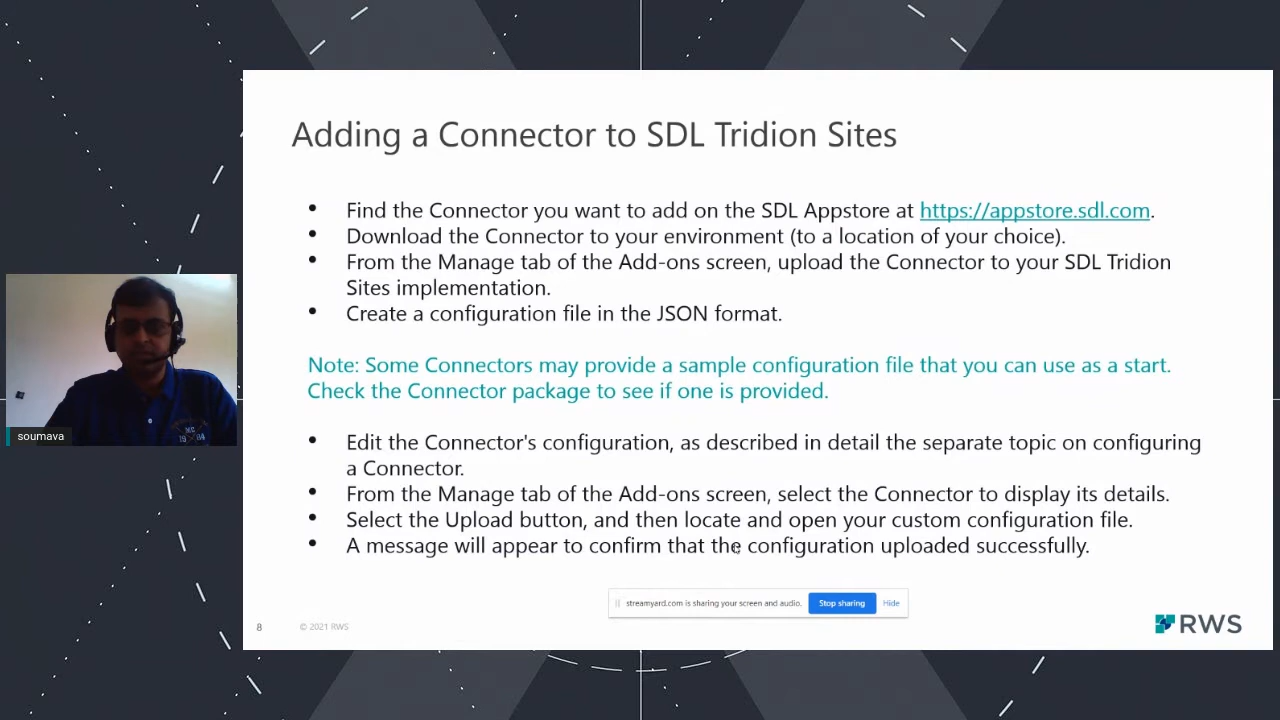 Adding a Connector to SDL Tridion Sites
• Find the Connector you want to add on the SDL Appstore at https://appstore.sdl.com.
• Download the Connector to your environment (to a location of your choice).
• From the Manage tab of the Add-ons screen, upload the Connector to your SDL Tridion
Sites implementation.
• Create a configuration file in the JSON format.
Note: Some Connectors may provide a sample configuration file that you can use as a start.
Check the Connector package to see if one is provided.
• Edit the Connector's configuration, as described in detail the separate topic on configuring
a Connector.
• From the Manage tab of the Add-ons screen, select the Connector to display its details.
• Select the Upload button, and then locate and open your custom configuration file.
• A message will appear to confirm that the configuration uploaded successfully.
streamyard.com is sharing your screen and audio. Stop sharing Hide
8 © 2021 RWS
RWS
soumava